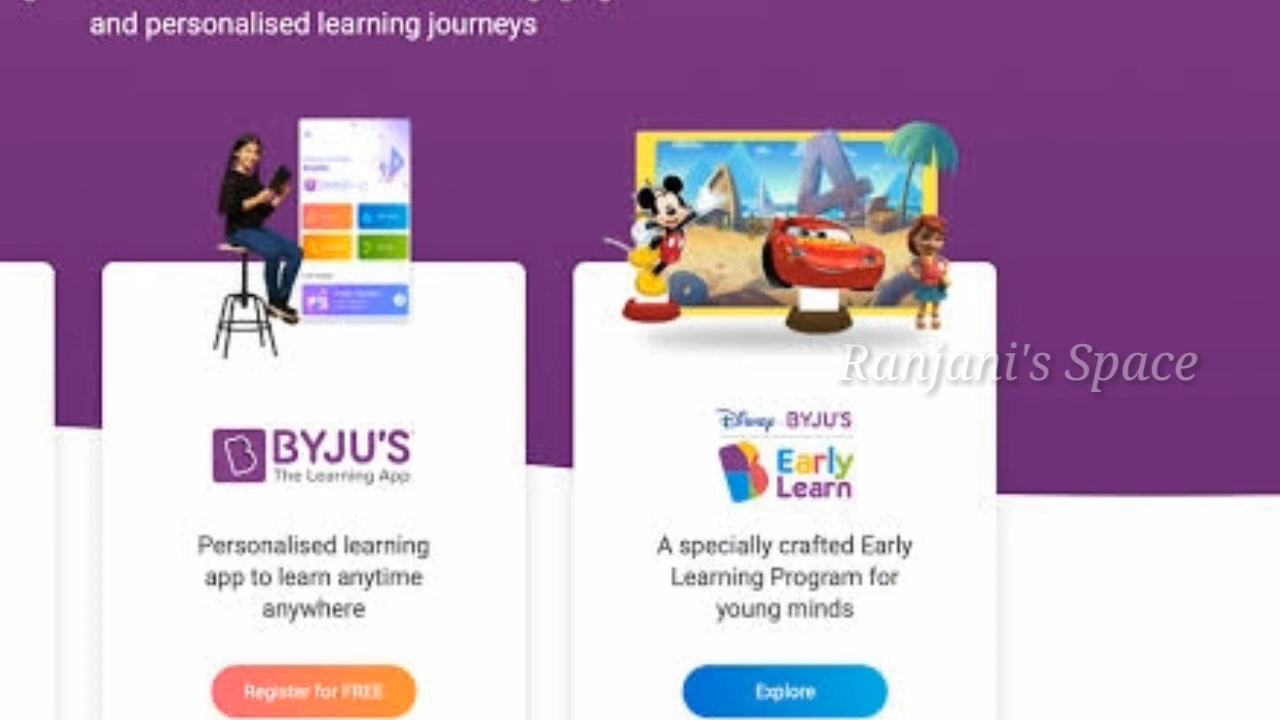 and personalised learning journeys
Ranjani's Space
BYJU'S
The Learning App
Personalised learning
app to learn anytime
anywhere
Register for FREE
Disney BYJU'S
Early
Learn
A specially crafted Early
Learning Program for
young minds
Explore